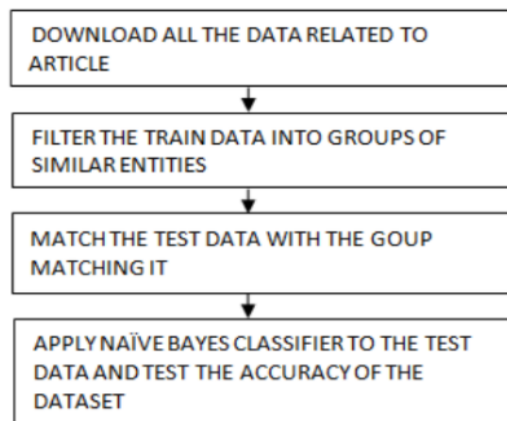 DOWNLOAD ALL THE DATA RELATED TO
ARTICLE
FILTER THE TRAIN DATA INTO GROUPS OF
SIMILAR ENTITIES
MATCH THE TEST DATA WITH THE GOUP
MATCHING IT
APPLY NAÏVE BAYES CLASSIFIER TO THE TEST
DATA AND TEST THE ACCURACY OF THE
DATASET